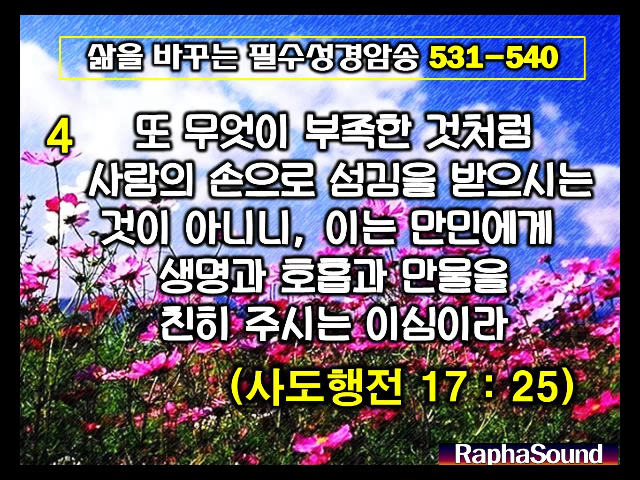 삶을 바꾸는 필수성경암송 531-540
4 또 무엇이 부족한 것처럼
사람의 손으로 섬김을 받으시는
것이 아니니, 이는 만민에게
생명과 호흡과 만물을
친히 주시는 이심이라
(사도행전 17 : 25)
RaphaSound